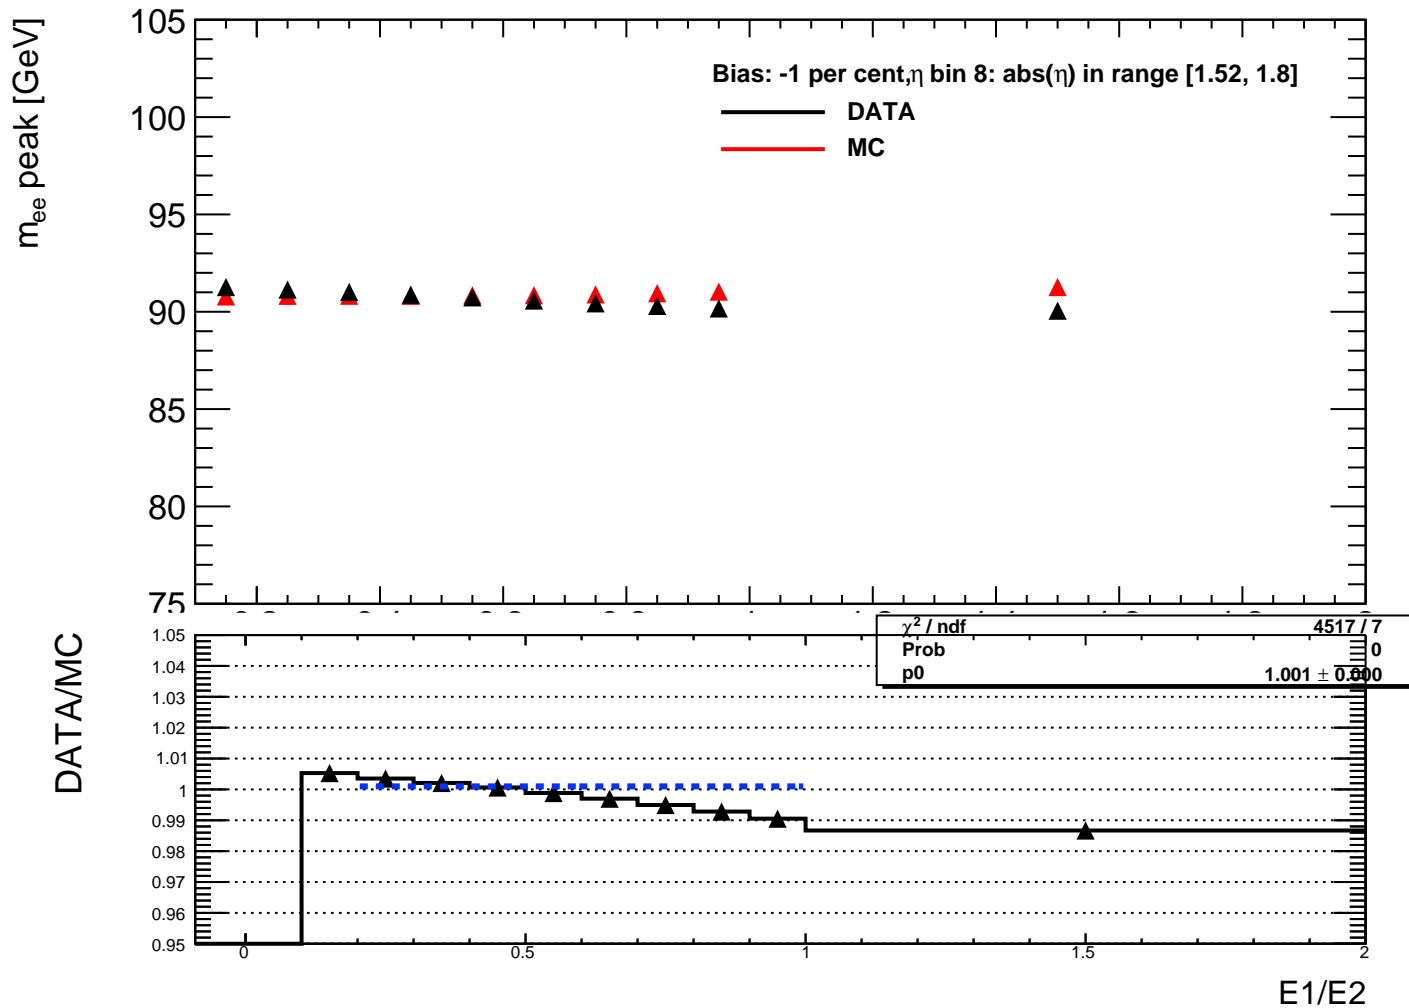 m_ee peak [GeV]
105
100
95
90
85
80
75
Bias: -1 per cent,η bin 8: abs(η) in range [1.52, 1.8]
DATA
MC
DATA/MC
1.05
1.04
1.03
1.02
1.01
1
0.99
0.98
0.97
0.96
0.95
χ² / ndf 4517 / 7
Prob 0
p0 1.001 ± 0.000
0 0.5 1 1.5 2
E1/E2